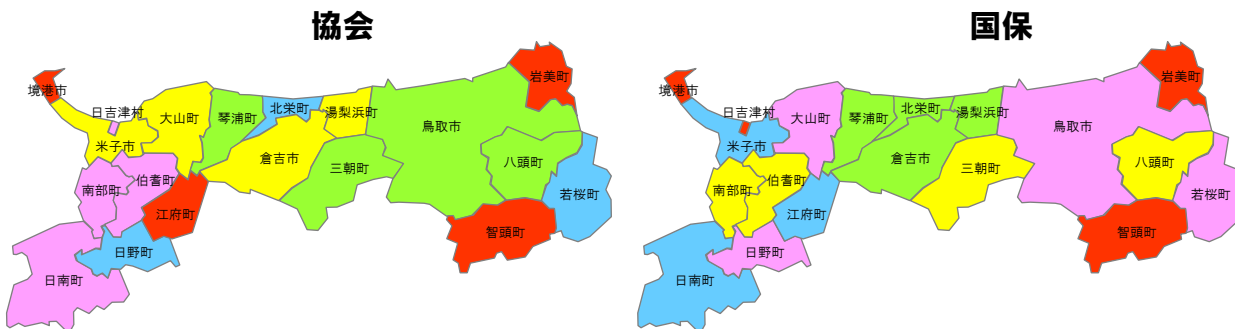 協会
岩美町
境港市
日吉津村
北栄町
湯梨浜町
大山町
琴浦町
鳥取市
米子市
倉吉市
八頭町
三朝町
伯耆町
南部町
若桜町
江府町
智頭町
日野町
日南町
国保
岩美町
境港市
日吉津村
北栄町
湯梨浜町
大山町
琴浦町
鳥取市
米子市
倉吉市
八頭町
三朝町
伯耆町
南部町
若桜町
江府町
智頭町
日野町
日南町